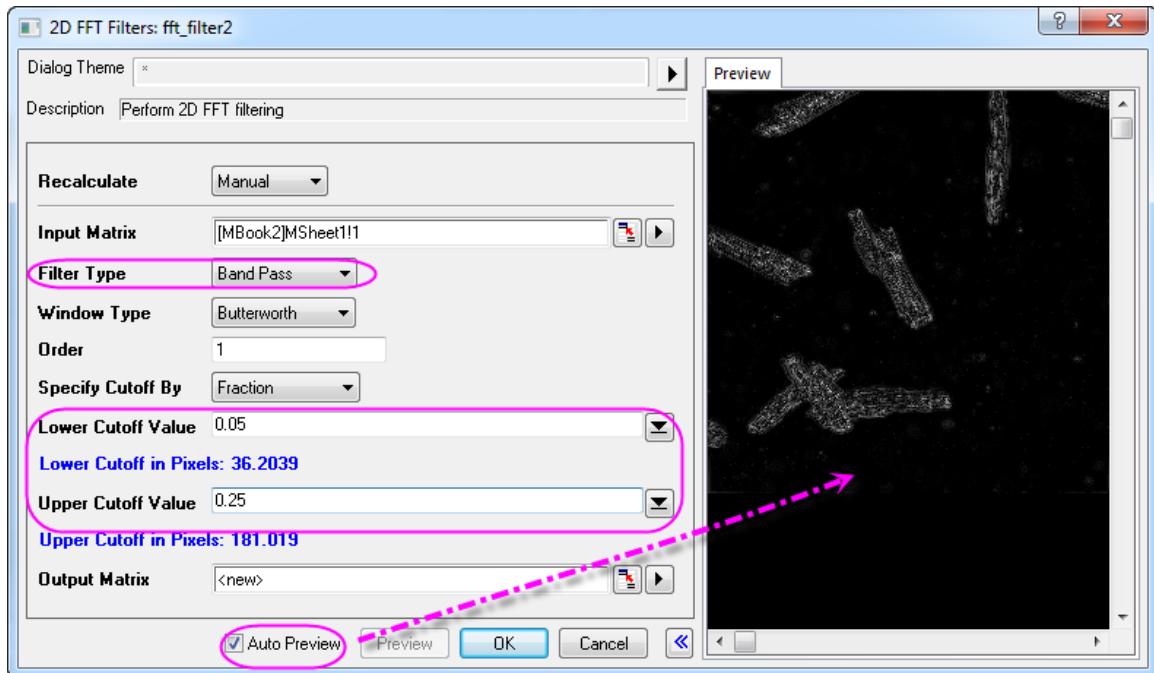 2D FFT Filters: fft_filter2
Dialog Theme *
Description Perform 2D FFT filtering
Preview
Recalculate Manual
Input Matrix [MBook2]MSheet1!1
Filter Type Band Pass
Window Type Butterworth
Order 1
Specify Cutoff By Fraction
Lower Cutoff Value 0.05
Lower Cutoff in Pixels: 36.2039
Upper Cutoff Value 0.25
Upper Cutoff in Pixels: 181.019
Output Matrix <new>
Auto Preview Preview OK Cancel